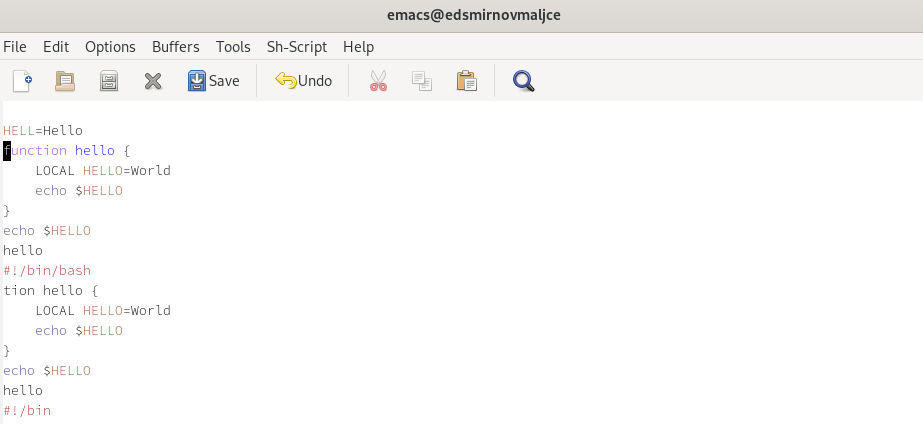 emacs@edsmirnovmaljce
File Edit Options Buffers Tools Sh-Script Help
Save Undo
HELL=Hello
function hello {
    LOCAL HELLO=World
    echo $HELLO
}
echo $HELLO
hello
#!/bin/bash
tion hello {
    LOCAL HELLO=World
    echo $HELLO
}
echo $HELLO
hello
#!/bin